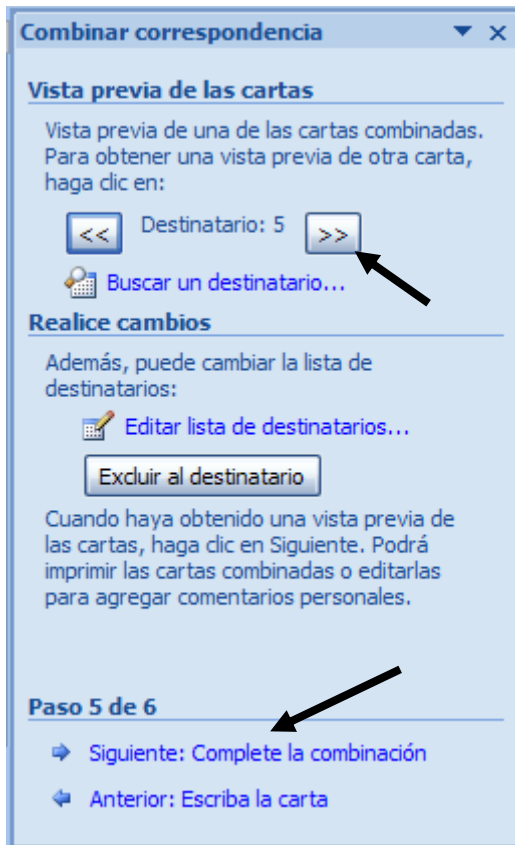 Combinar correspondencia
Vista previa de las cartas
Vista previa de una de las cartas combinadas.
Para obtener una vista previa de otra carta,
haga clic en:
<< Destinatario: 5 >>
Buscar un destinatario...
Realice cambios
Además, puede cambiar la lista de
destinatarios:
Editar lista de destinatarios...
Excluir al destinatario
Cuando haya obtenido una vista previa de
las cartas, haga clic en Siguiente. Podrá
imprimir las cartas combinadas o editarlas
para agregar comentarios personales.
Paso 5 de 6
Siguiente: Complete la combinación
Anterior: Escriba la carta